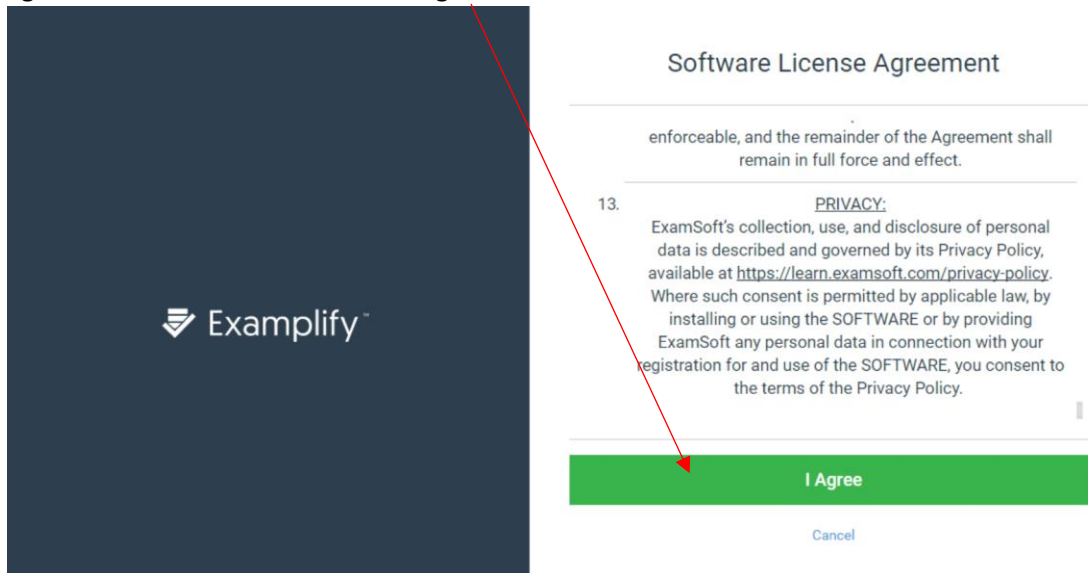 Examplify™
Software License Agreement
enforceable, and the remainder of the Agreement shall
remain in full force and effect.
13. PRIVACY:
ExamSoft's collection, use, and disclosure of personal
data is described and governed by its Privacy Policy,
available at https://learn.examsoft.com/privacy-policy.
Where such consent is permitted by applicable law, by
installing or using the SOFTWARE or by providing
ExamSoft any personal data in connection with your
registration for and use of the SOFTWARE, you consent to
the terms of the Privacy Policy.
I Agree
Cancel